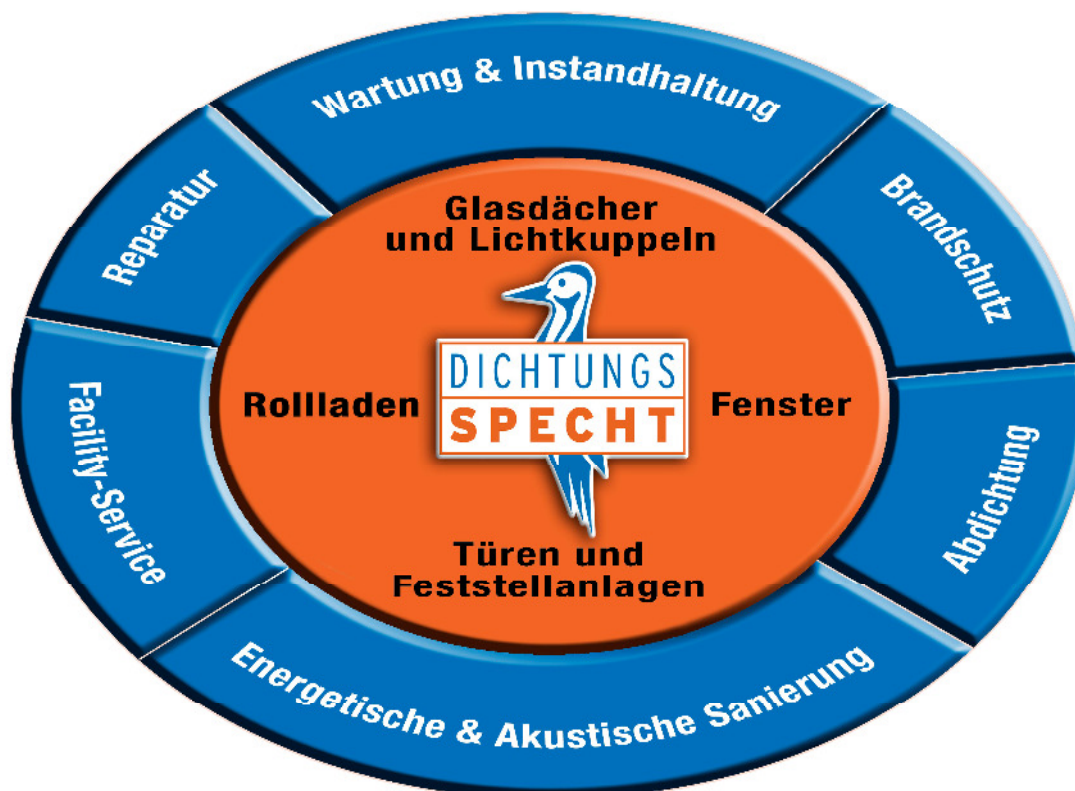 Wartung & Instandhaltung
Reparatur
Brandschutz
Glasdächer
und Lichtkuppeln
DICHTUNGS
SPECHT
Rollladen
Fenster
Facility-Service
Abdichtung
Türen und
Feststellanlagen
Energetische & Akustische Sanierung